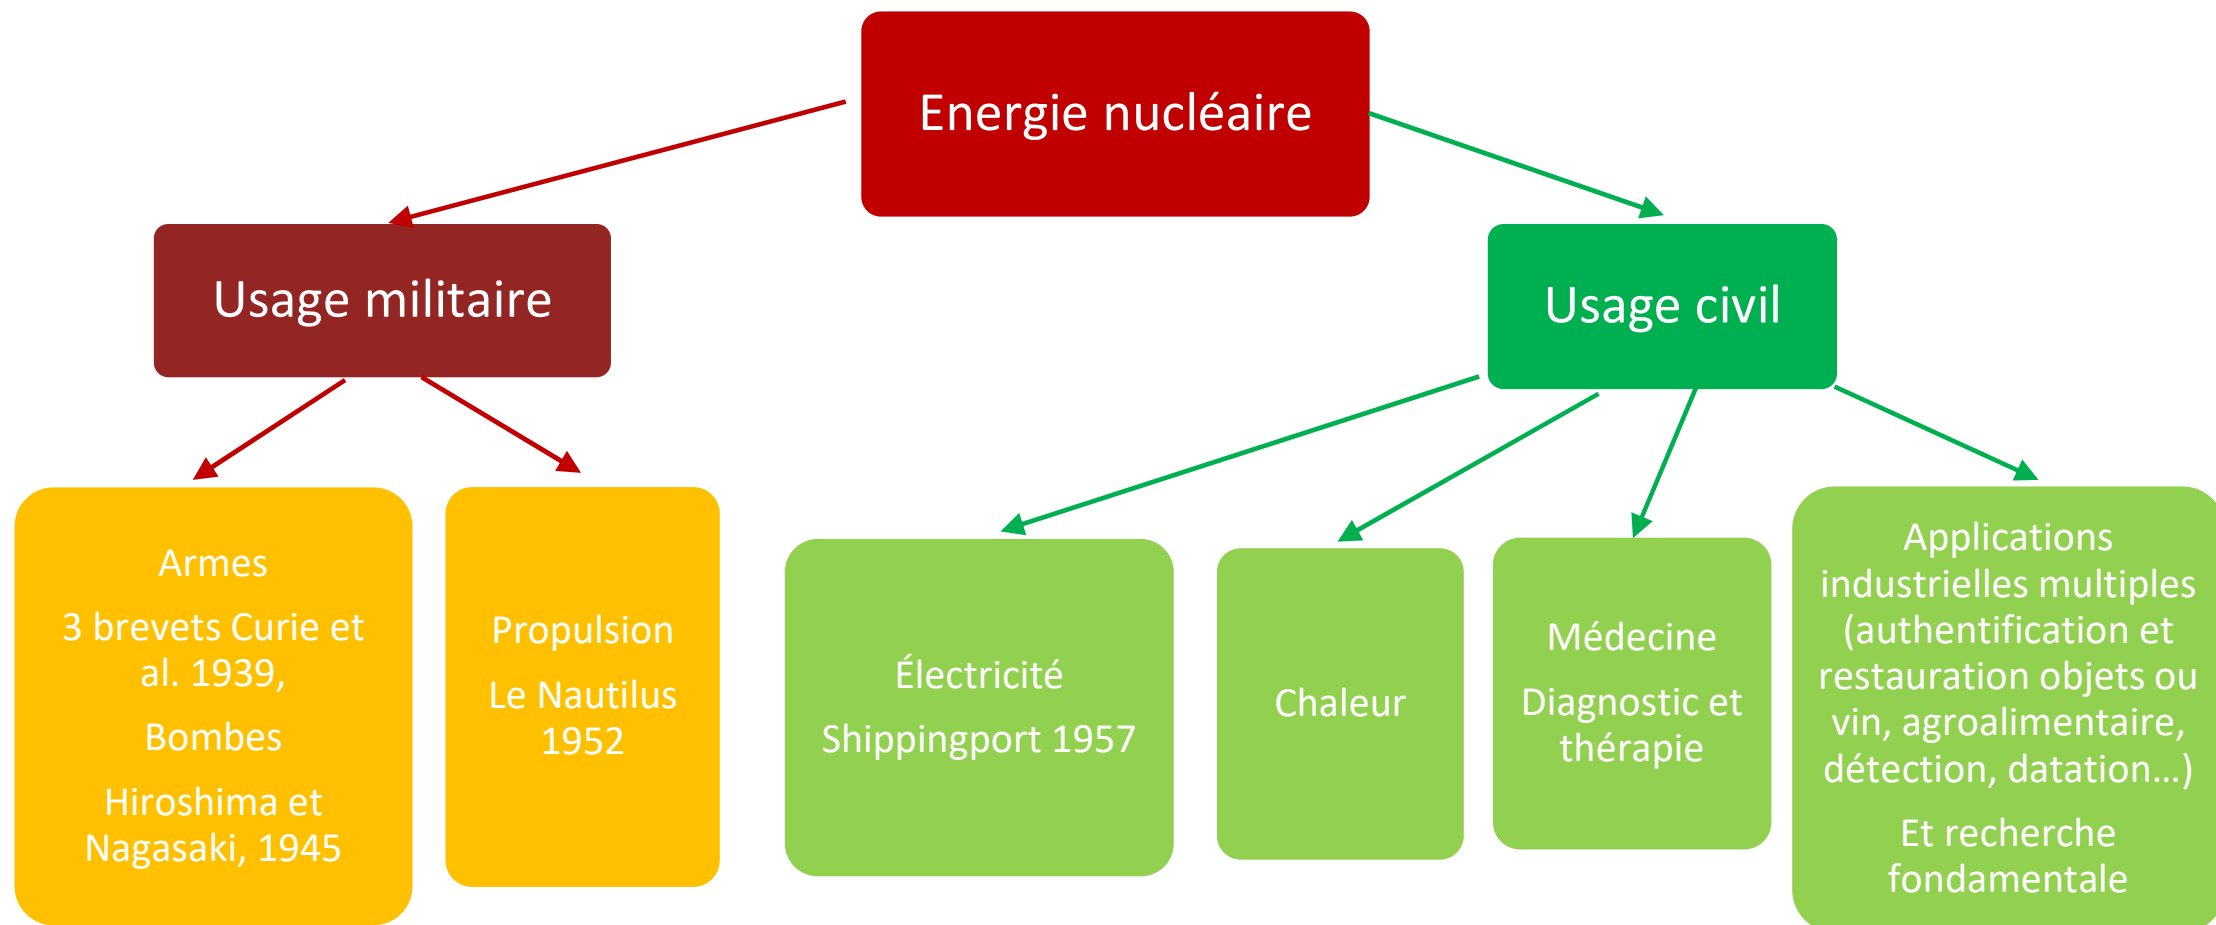 Energie nucléaire
Usage militaire
Usage civil
Armes
3 brevets Curie et
al. 1939,
Bombes
Hiroshima et
Nagasaki, 1945
Propulsion
Le Nautilus
1952
Électricité
Shippingport 1957
Chaleur
Médecine
Diagnostic et
thérapie
Applications
industrielles multiples
(authentification et
restauration objets ou
vin, agroalimentaire,
détection, datation…)
Et recherche
fondamentale